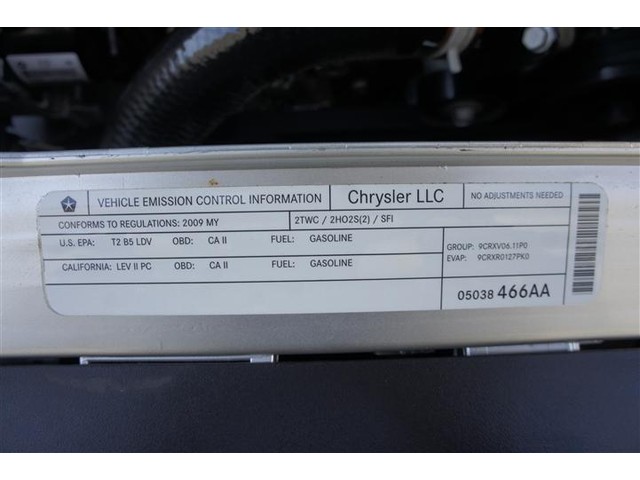 VEHICLE EMISSION CONTROL INFORMATION Chrysler LLC NO ADJUSTMENTS NEEDED
CONFORMS TO REGULATIONS: 2009 MY 2TWC / 2HO2S(2) / SFI
U.S. EPA: T2 B5 LDV OBD: CA II FUEL: GASOLINE
CALIFORNIA: LEV II PC OBD: CA II FUEL: GASOLINE
GROUP: 9CRXV06.11P0
EVAP: 9CRXR0127PK0
05038 466AA